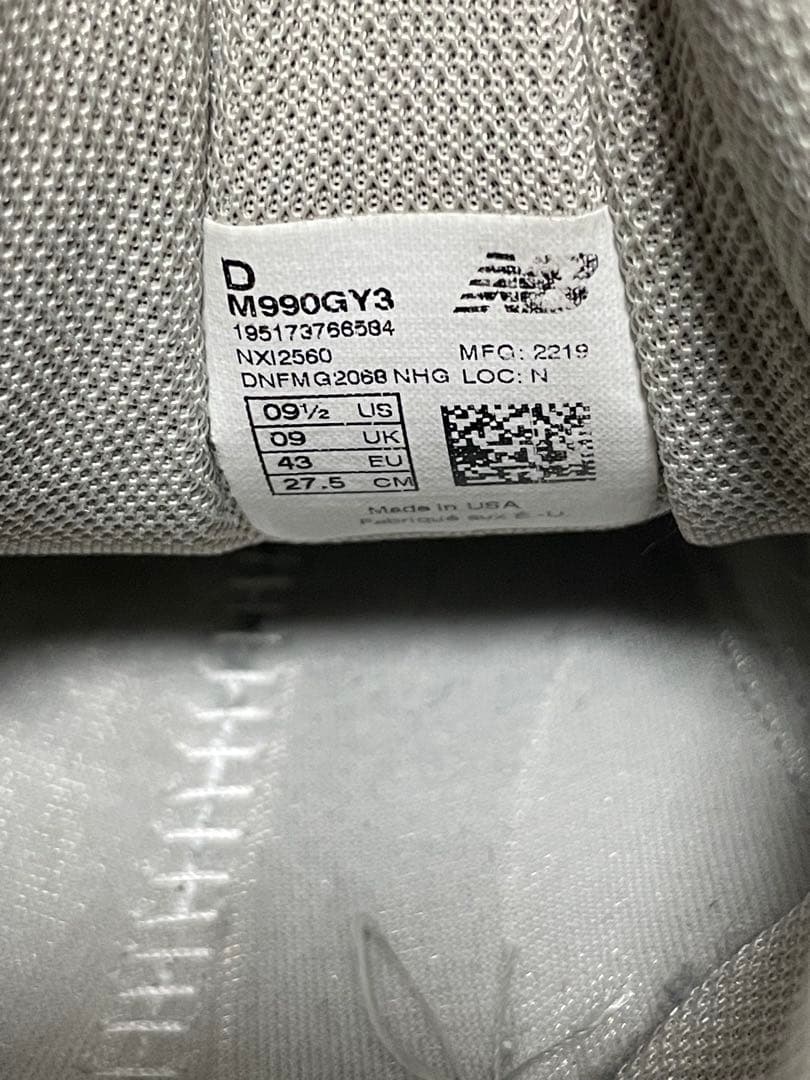 D
M990GY3
195173766584
NXI2560 MFG: 2219
DNFMG2068 NHG LOC: N
09½ US
09 UK
43 EU
27.5 CM
Made in USA
Fabriqué aux É.-U.